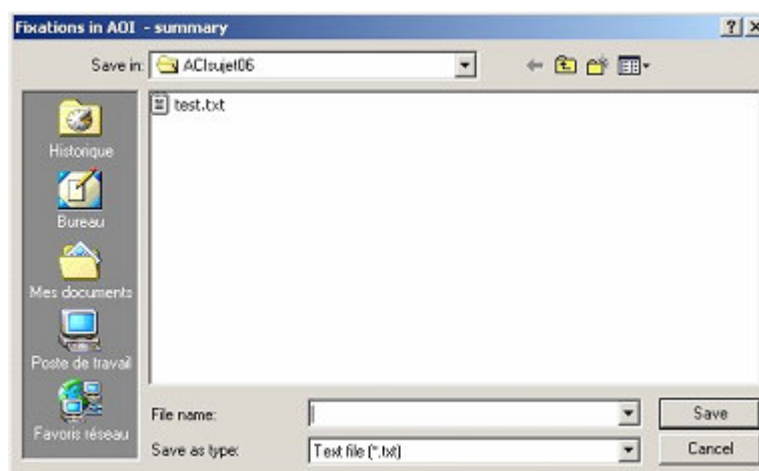 Fixations in AOI - summary
Save in: ACIsujet06
test.txt
Historique
Bureau
Mes documents
Poste de travail
Favoris réseau
File name:
Save
Save as type: Text file (*.txt)
Cancel